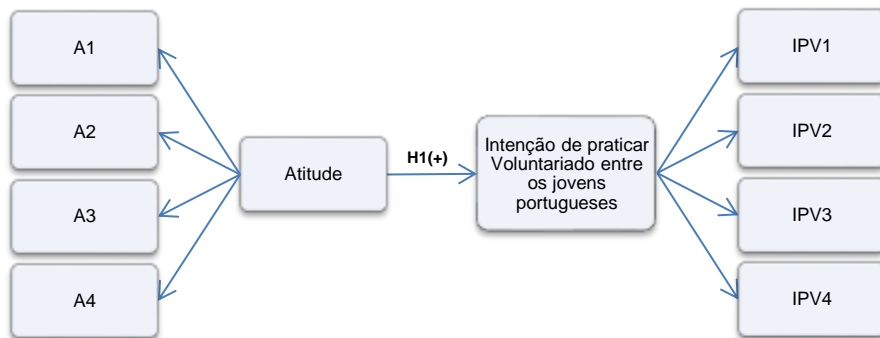 A1
A2
A3
A4
Atitude
H1(+)
Intenção de praticar
Voluntariado entre
os jovens
portugueses
IPV1
IPV2
IPV3
IPV4